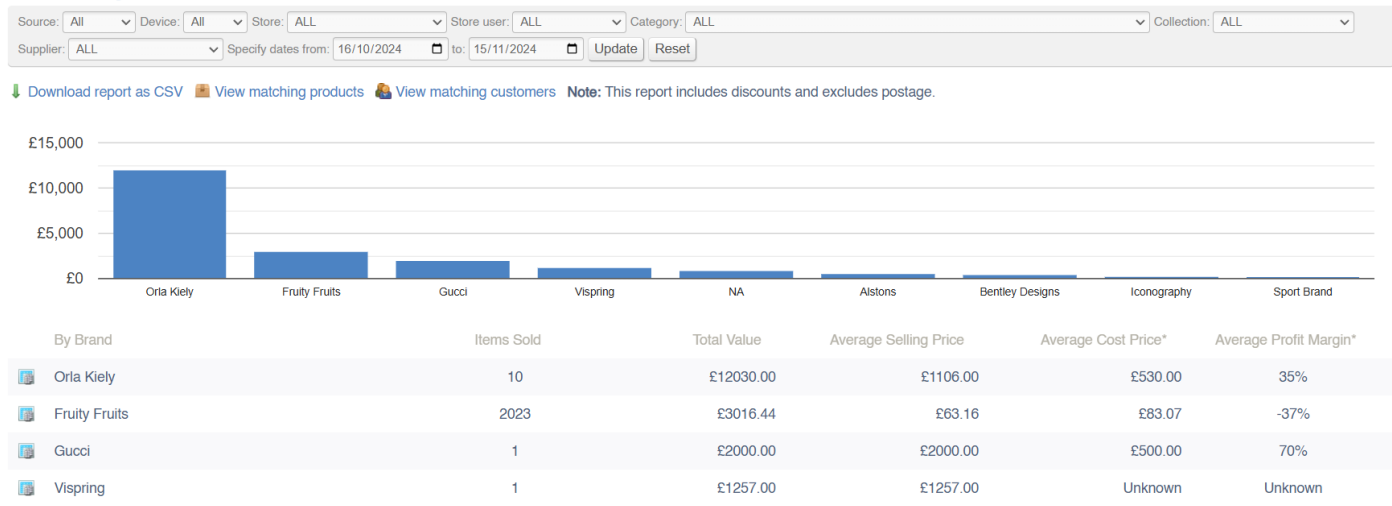 Source: All Device: All Store: ALL Store user: ALL Category: ALL Collection: ALL
Supplier: ALL Specify dates from: 16/10/2024 to: 15/11/2024 Update Reset
Download report as CSV View matching products View matching customers Note: This report includes discounts and excludes postage.
£15,000
£10,000
£5,000
£0
Orla Kiely Fruity Fruits Gucci Vispring NA Alstons Bentley Designs Iconography Sport Brand
By Brand Items Sold Total Value Average Selling Price Average Cost Price* Average Profit Margin*
Orla Kiely 10 £12030.00 £1106.00 £530.00 35%
Fruity Fruits 2023 £3016.44 £63.16 £83.07 -37%
Gucci 1 £2000.00 £2000.00 £500.00 70%
Vispring 1 £1257.00 £1257.00 Unknown Unknown